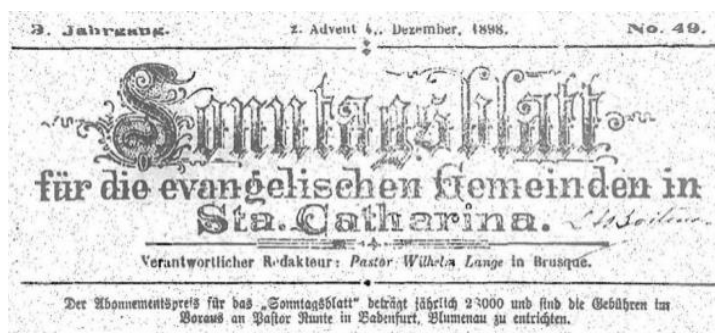 3. Jahrgang. 2. Advent 4. Dezember, 1898. No. 49.
Sonntagsblatt
für die evangelischen Gemeinden in
Sta. Catharina.
Verantwortlicher Redakteur: Pastor Wilhelm Lange in Brusque.
Der Abonnementspreis für das „Sonntagsblatt“ beträgt jährlich 2$000 und sind die Gebühren im
Voraus an Pastor Runte in Badenfurt, Blumenau zu entrichten.